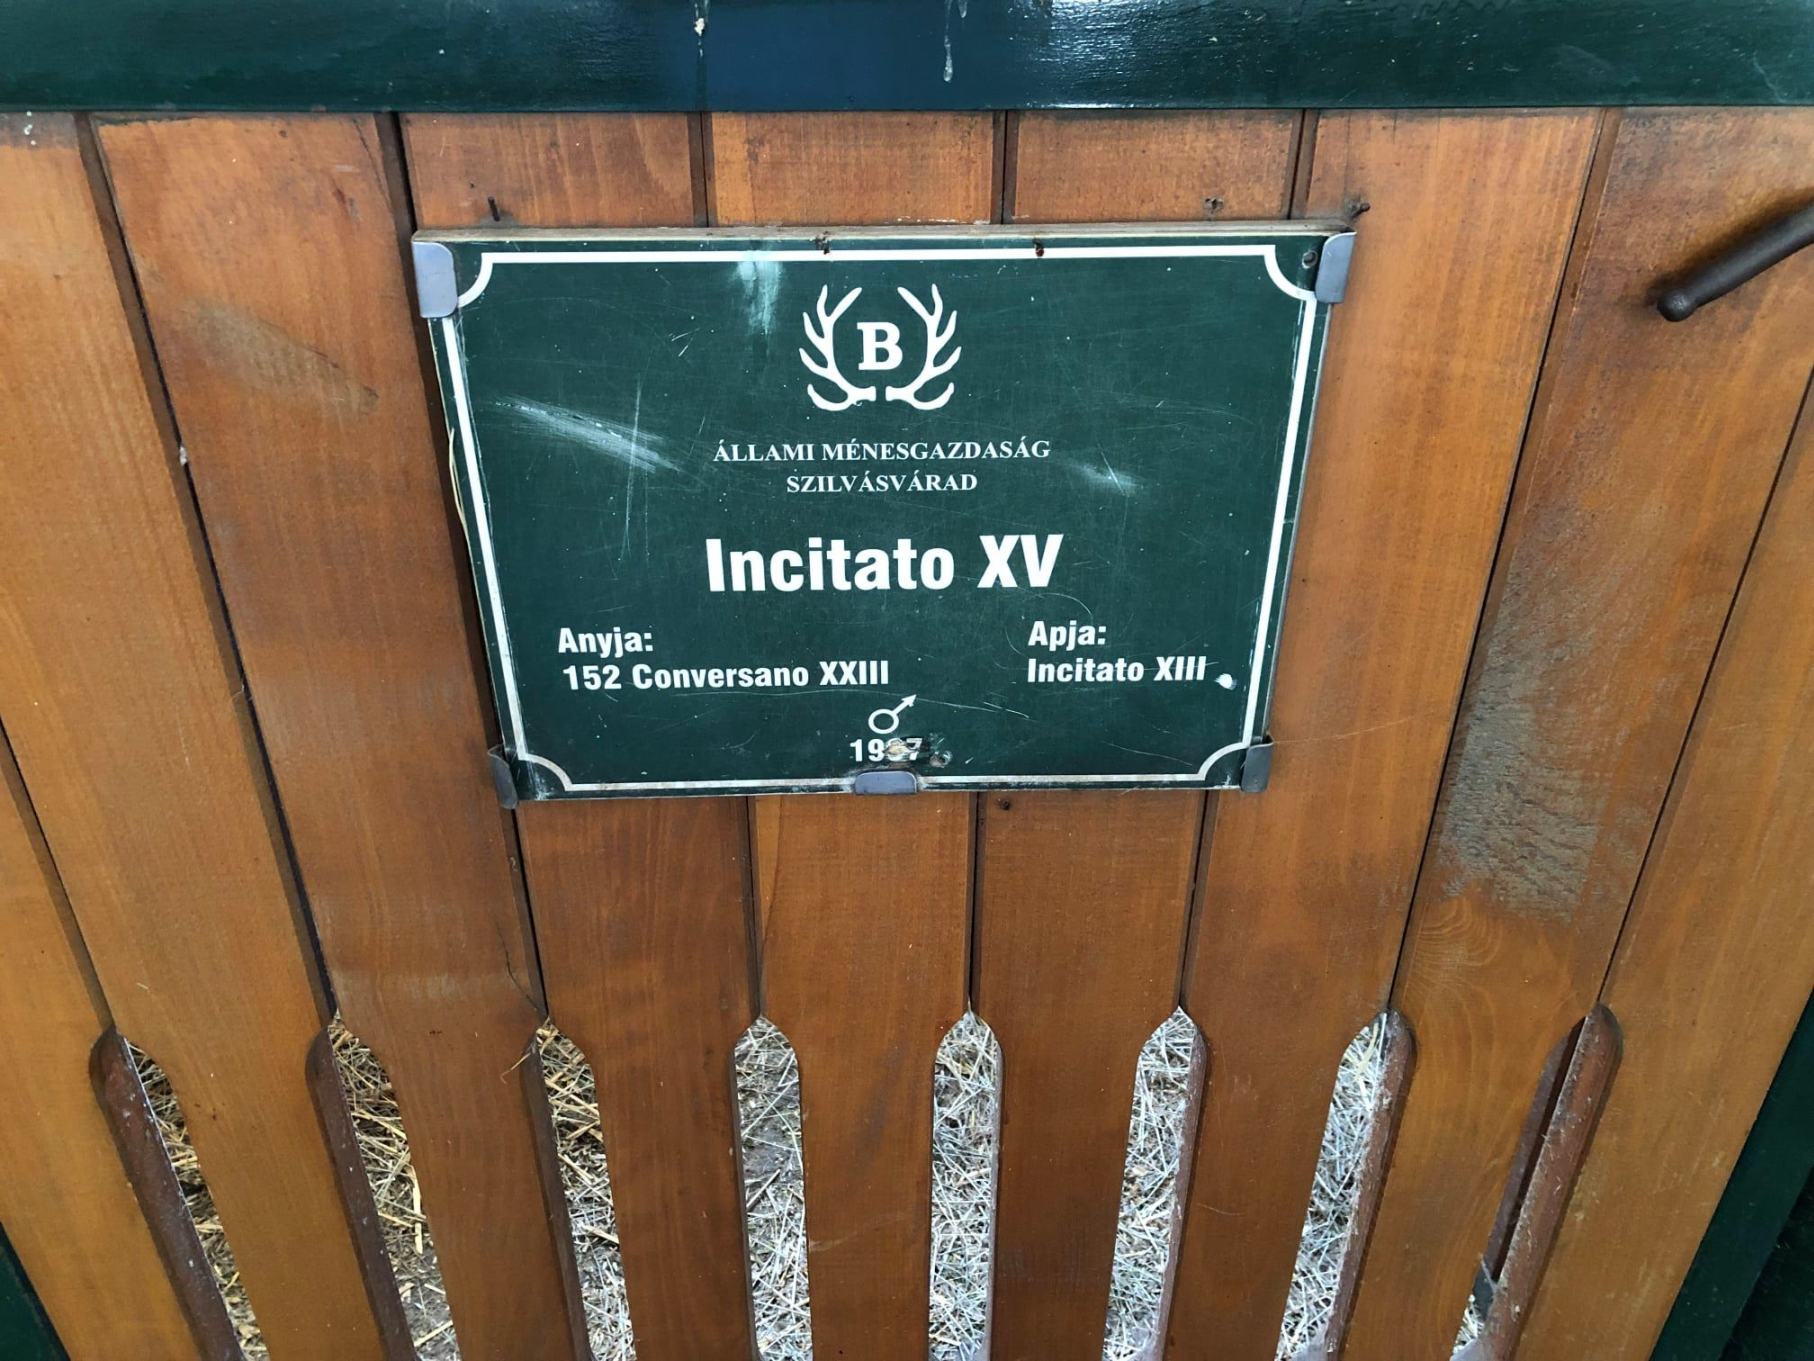 B
ÁLLAMI MÉNESGAZDASÁG
SZILVÁSVÁRAD
Incitato XV
Anyja:
152 Conversano XXIII
Apja:
Incitato XIII